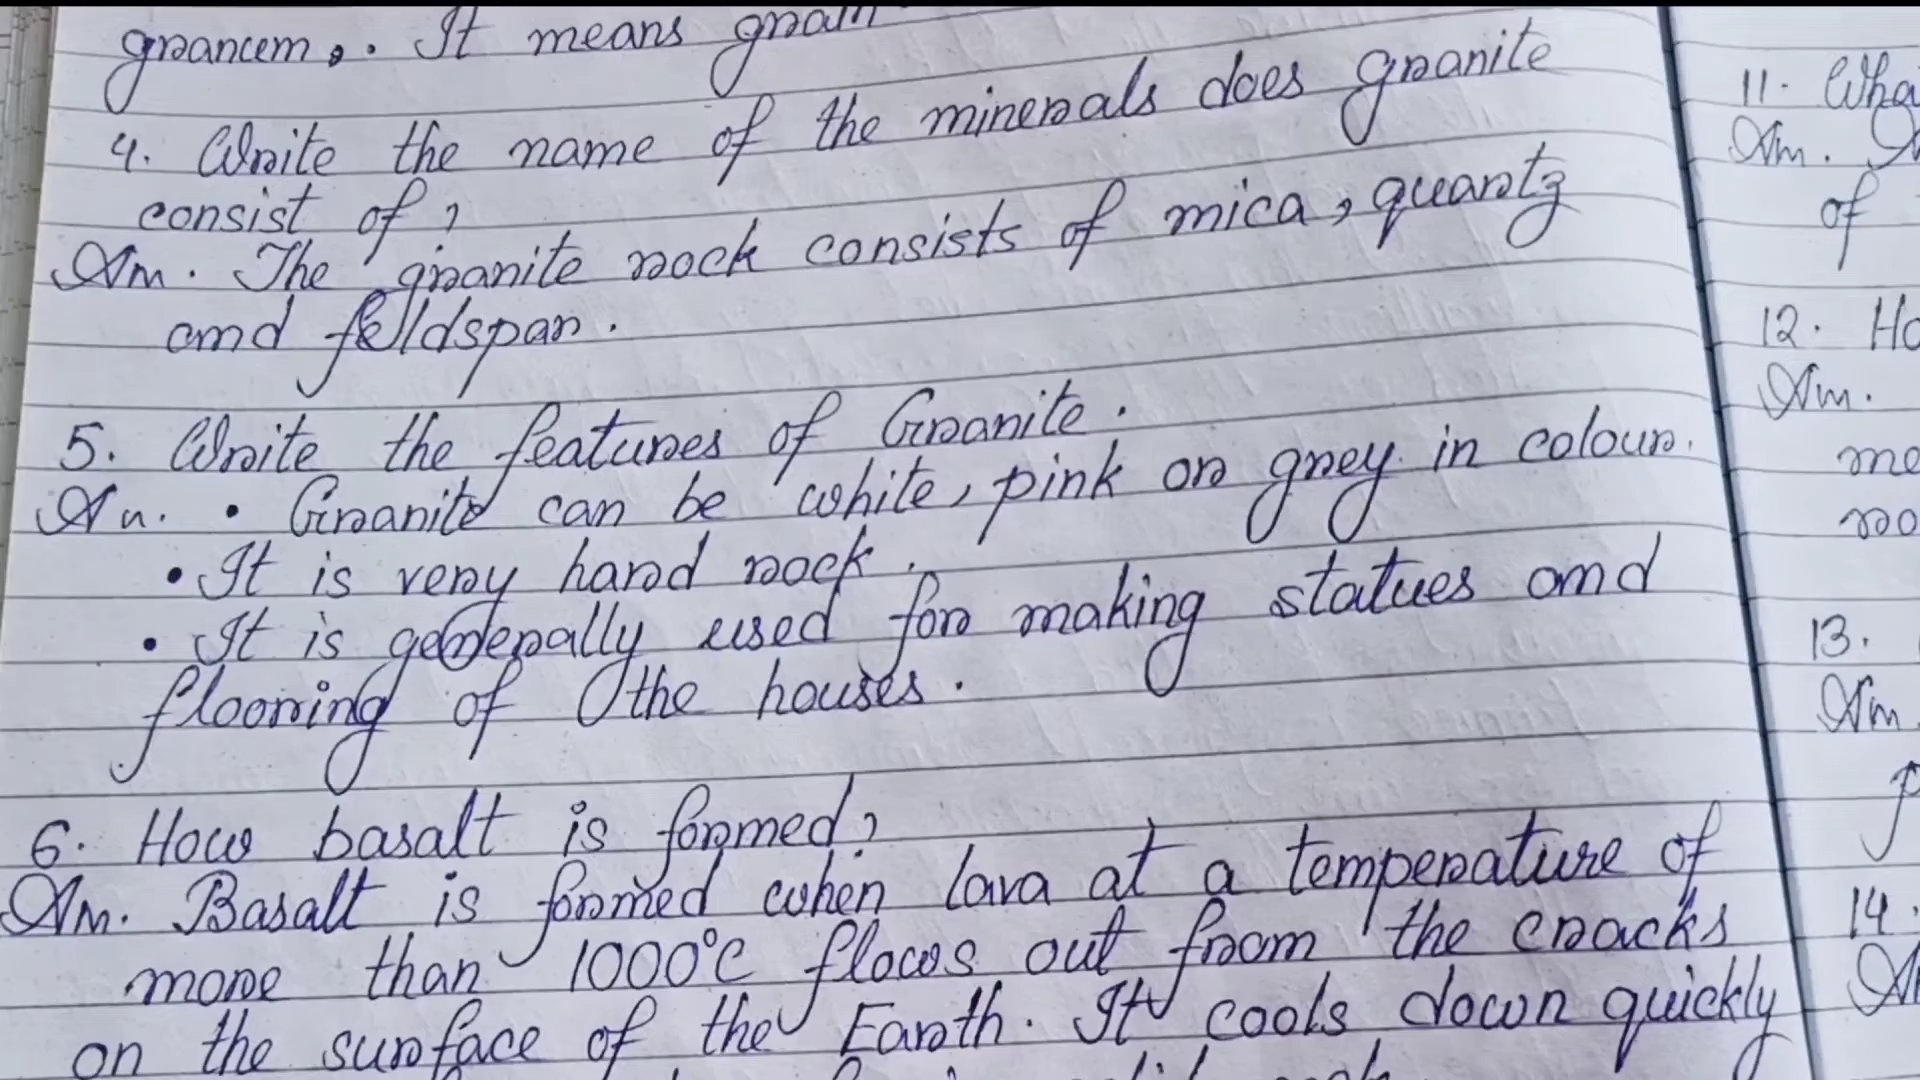 granum. It means grain
4. Write the name of the minerals does granite
consist of?
Ans. The granite rock consists of mica, quartz
and feldspar.
5. Write the features of Granite.
Ans. • Granite can be white, pink or grey in colour.
• It is very hard rock.
• It is generally used for making statues and
flooring of the houses.
6. How basalt is formed?
Ans. Basalt is formed when lava at a temperature of
more than 1000°C flows out from the cracks
on the surface of the Earth. It cools down quickly
11.
Ans.
of
12.
Ans.
13.
Ans.
14.